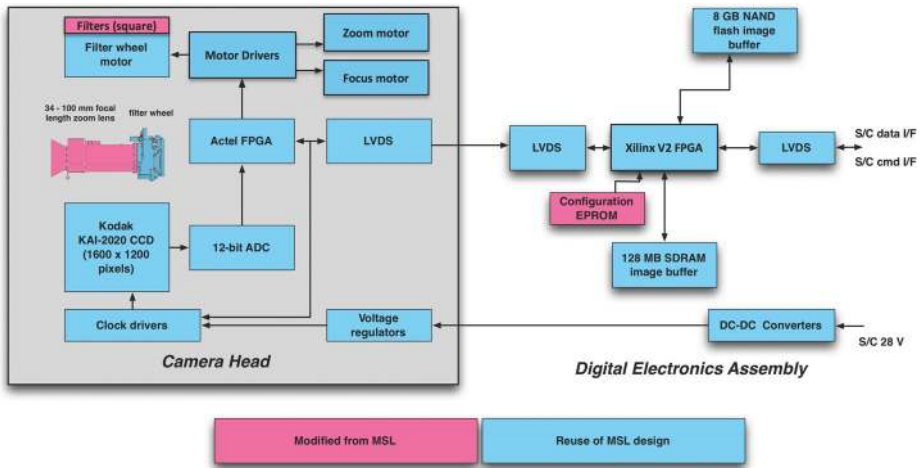 Filters (square)
Filter wheel
motor
Motor Drivers
Zoom motor
Focus motor
34 - 100 mm focal
length zoom lens
filter wheel
Actel FPGA
LVDS
Kodak
KAI-2020 CCD
(1600 x 1200
pixels)
12-bit ADC
Clock drivers
Voltage
regulators
Camera Head
8 GB NAND
flash image
buffer
LVDS
Xilinx V2 FPGA
LVDS
S/C data I/F
S/C cmd I/F
Configuration
EPROM
128 MB SDRAM
image buffer
DC-DC Converters
S/C 28 V
Digital Electronics Assembly
Modified from MSL
Reuse of MSL design